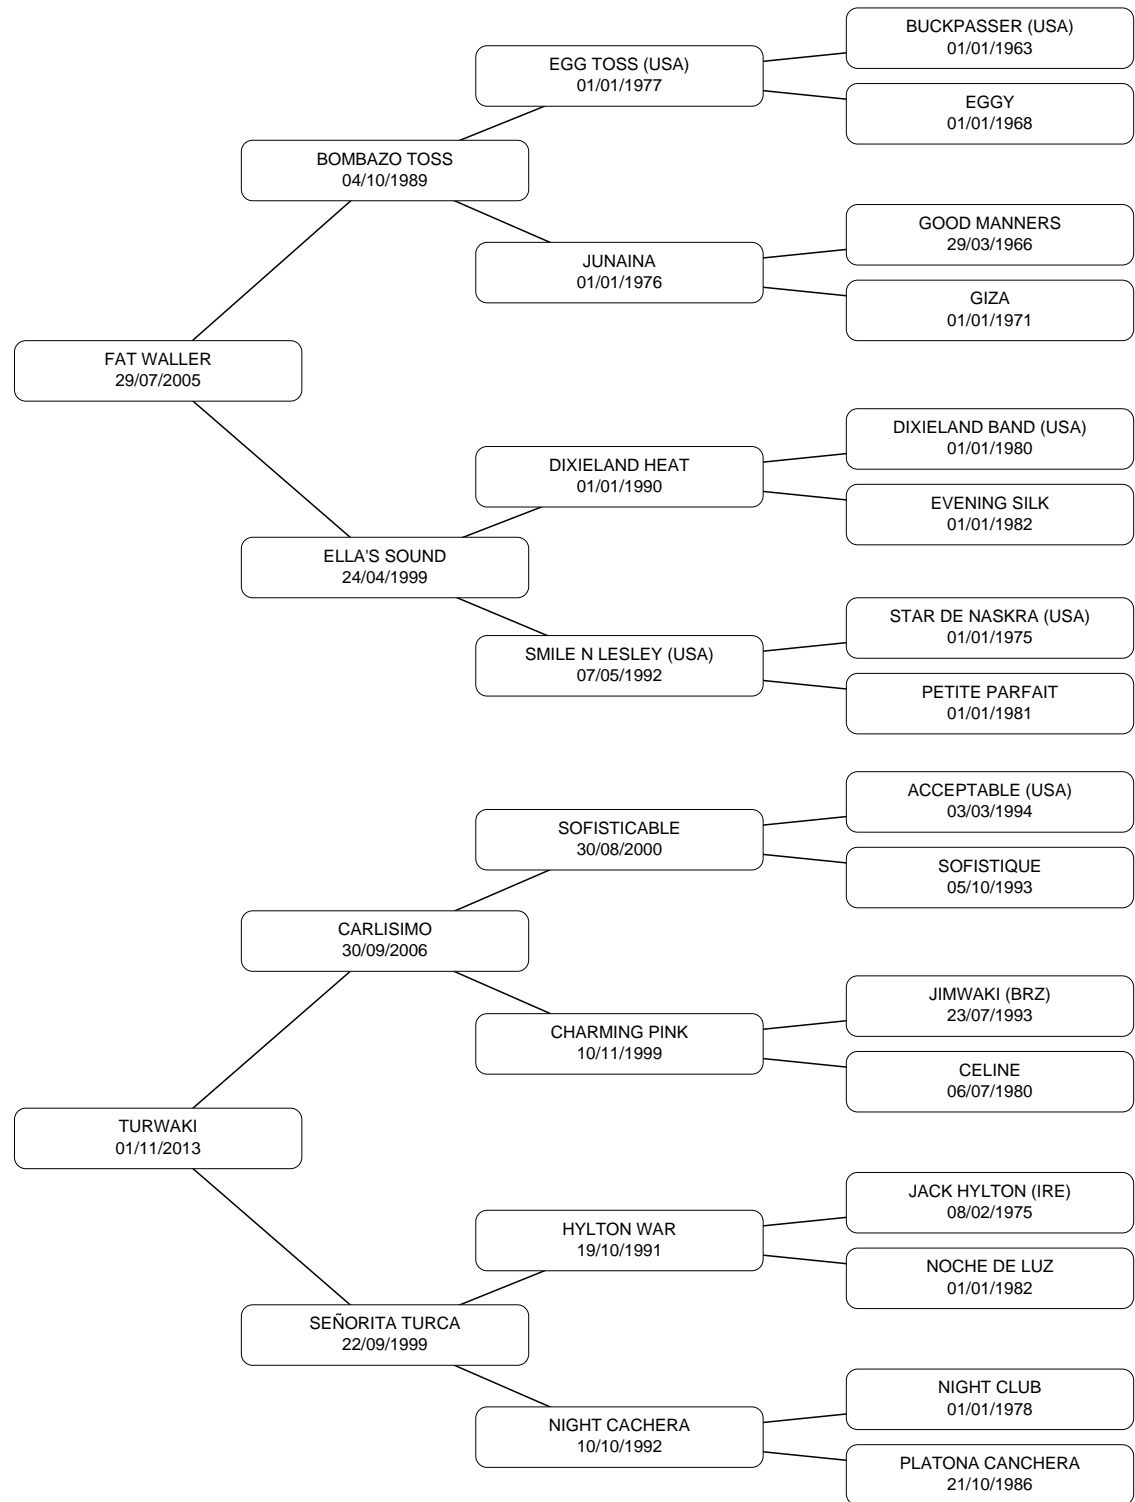 BUCKPASSER (USA)
01/01/1963
EGG TOSS (USA)
01/01/1977
EGGY
01/01/1968
BOMBAZO TOSS
04/10/1989
GOOD MANNERS
29/03/1966
JUNAINA
01/01/1976
GIZA
01/01/1971
FAT WALLER
29/07/2005
DIXIELAND BAND (USA)
01/01/1980
DIXIELAND HEAT
01/01/1990
EVENING SILK
01/01/1982
ELLA'S SOUND
24/04/1999
STAR DE NASKRA (USA)
01/01/1975
SMILE N LESLEY (USA)
07/05/1992
PETITE PARFAIT
01/01/1981
ACCEPTABLE (USA)
03/03/1994
SOFISTICABLE
30/08/2000
SOFISTIQUE
05/10/1993
CARLISIMO
30/09/2006
JIMWAKI (BRZ)
23/07/1993
CHARMING PINK
10/11/1999
CELINE
06/07/1980
TURWAKI
01/11/2013
JACK HYLTON (IRE)
08/02/1975
HYLTON WAR
19/10/1991
NOCHE DE LUZ
01/01/1982
SEÑORITA TURCA
22/09/1999
NIGHT CLUB
01/01/1978
NIGHT CACHERA
10/10/1992
PLATONA CANCHERA
21/10/1986